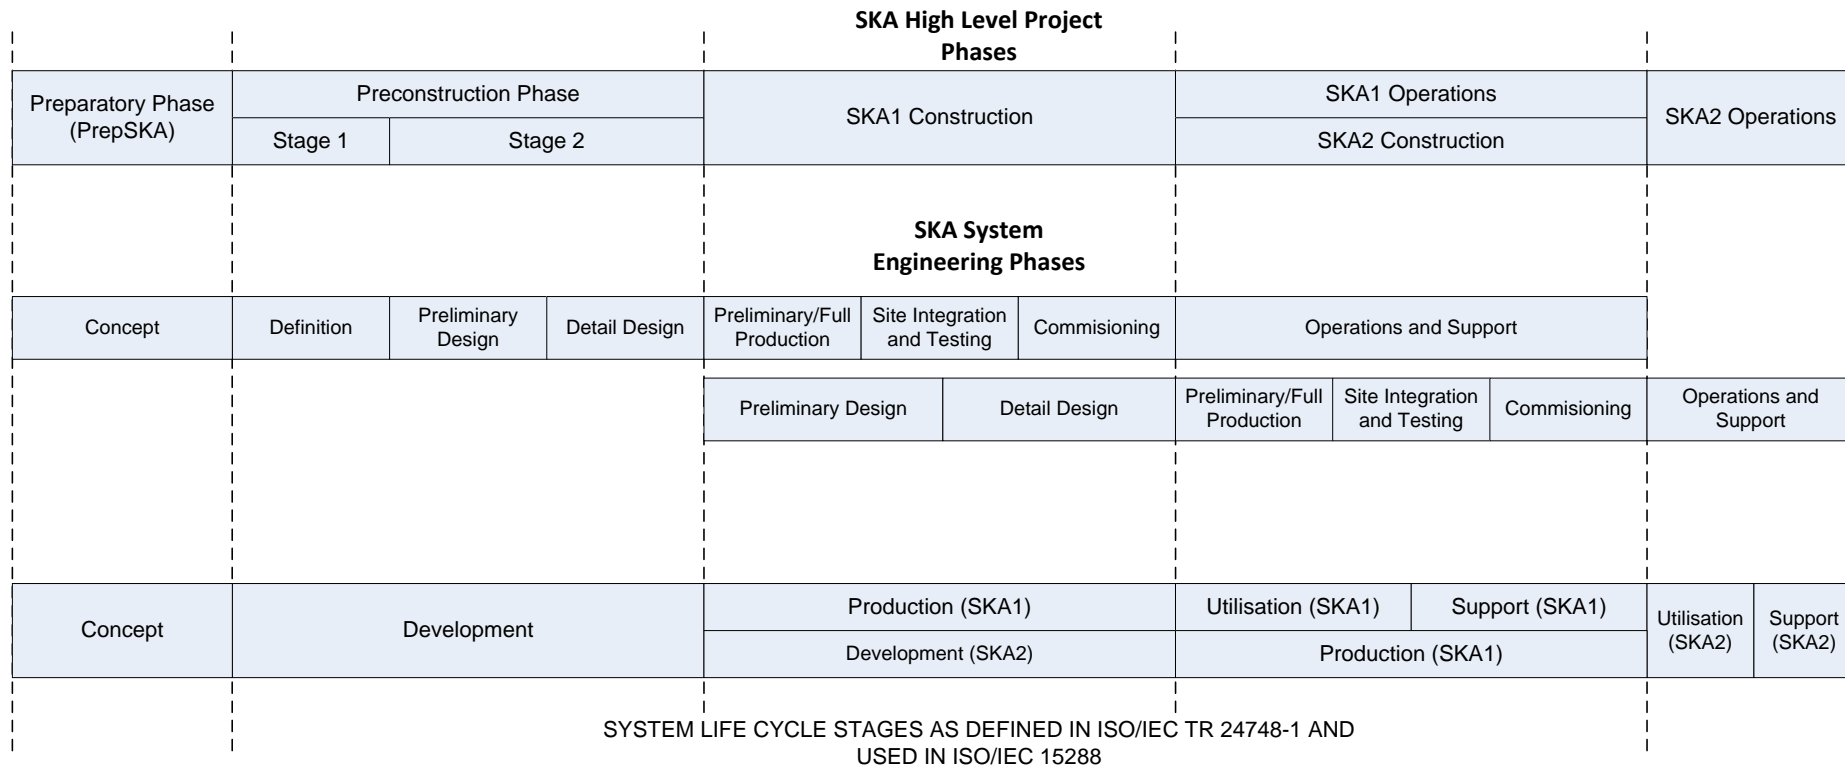 SKA High Level Project
Phases
Preparatory Phase
(PrepSKA)
Preconstruction Phase
Stage 1
Stage 2
SKA1 Construction
SKA1 Operations
SKA2 Construction
SKA2 Operations
SKA System
Engineering Phases
Concept
Definition
Preliminary
Design
Detail Design
Preliminary/Full
Production
Site Integration
and Testing
Commisioning
Operations and Support
Preliminary Design
Detail Design
Preliminary/Full
Production
Site Integration
and Testing
Commisioning
Operations and
Support
Concept
Development
Production (SKA1)
Development (SKA2)
Utilisation (SKA1)
Support (SKA1)
Production (SKA1)
Utilisation
(SKA2)
Support
(SKA2)
SYSTEM LIFE CYCLE STAGES AS DEFINED IN ISO/IEC TR 24748-1 AND
USED IN ISO/IEC 15288